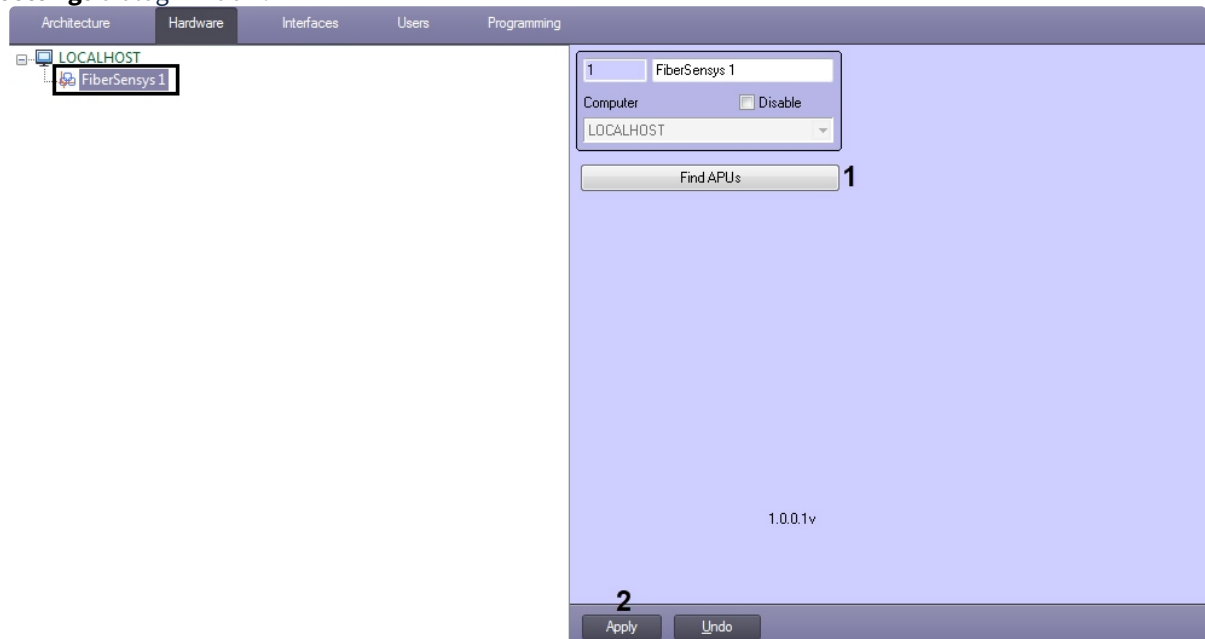 Architecture Hardware Interfaces Users Programming
LOCALHOST
FiberSensys 1
1 FiberSensys 1
Computer Disable
LOCALHOST
Find APUs 1
1.0.0.1v
2
Apply Undo